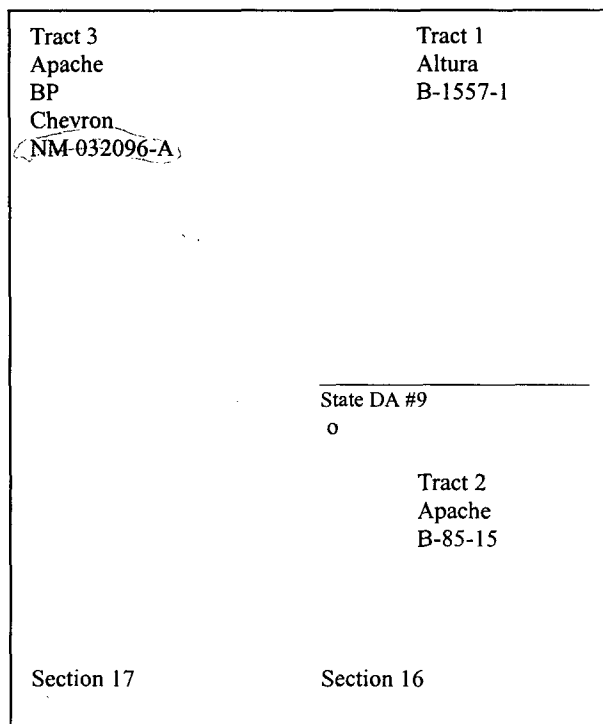 Tract 3
Apache
BP
Chevron
NM 032096-A
Tract 1
Altura
B-1557-1
State DA #9
o
Tract 2
Apache
B-85-15
Section 17
Section 16